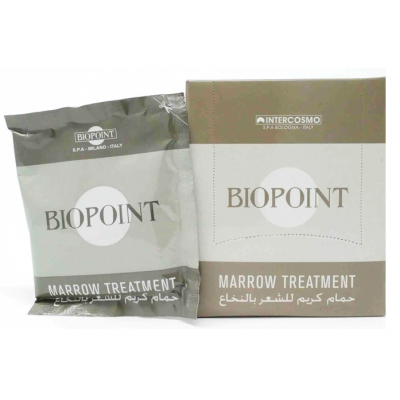 BIOPOINT
S.P.A - MILANO - ITALY
BIOPOINT
MARROW TREATMENT
حمام كريم للشعر بالنخاع
INTERCOSMO
S.P.A BOLOGNA - ITALY
BIOPOINT
MARROW TREATMENT
حمام كريم للشعر بالنخاع